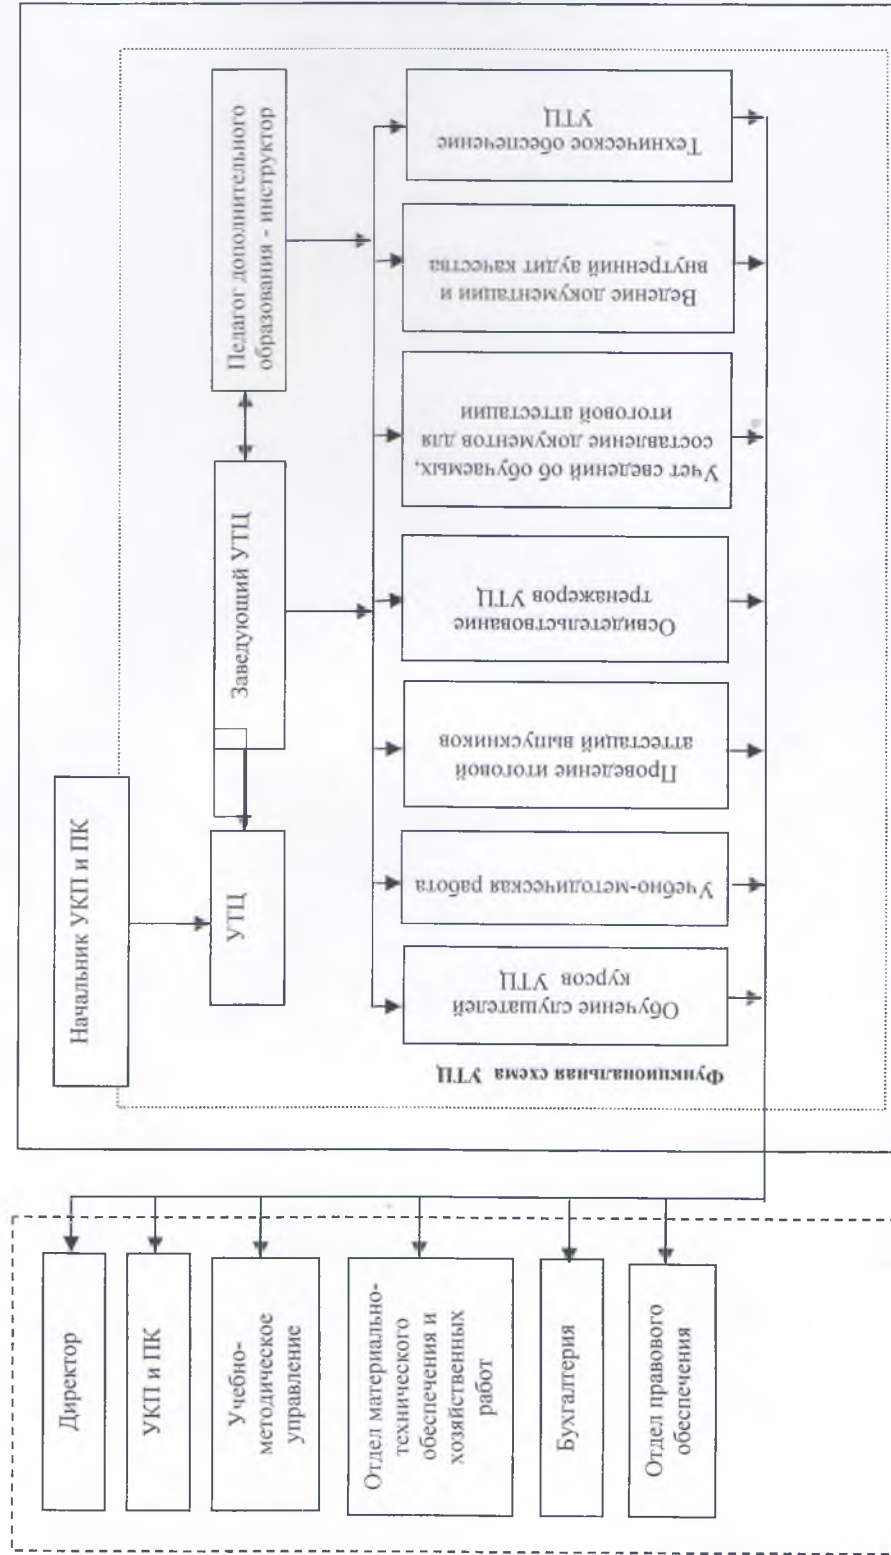 Директор
УКП и ПК
Учебно-
методическое
управление
Отдел материально-
технического
обеспечения и
хозяйственных
работ
Бухгалтерия
Отдел правового
обеспечения
Начальник УКП и ПК
УТЦ
Заведующий УТЦ
Педагог дополнительного
образования - инструктор
Функциональная схема УТЦ
Обучение слушателей
курсов УТЦ
Учебно-методическая работа
Проведение итоговой
аттестаций выпускников
Освидетельствование
тренажеров УТЦ
Учет сведений об обучаемых,
составление документов для
итоговой аттестации
Ведение документации и
внутренний аудит качества
Техническое обеспечение
УТЦ